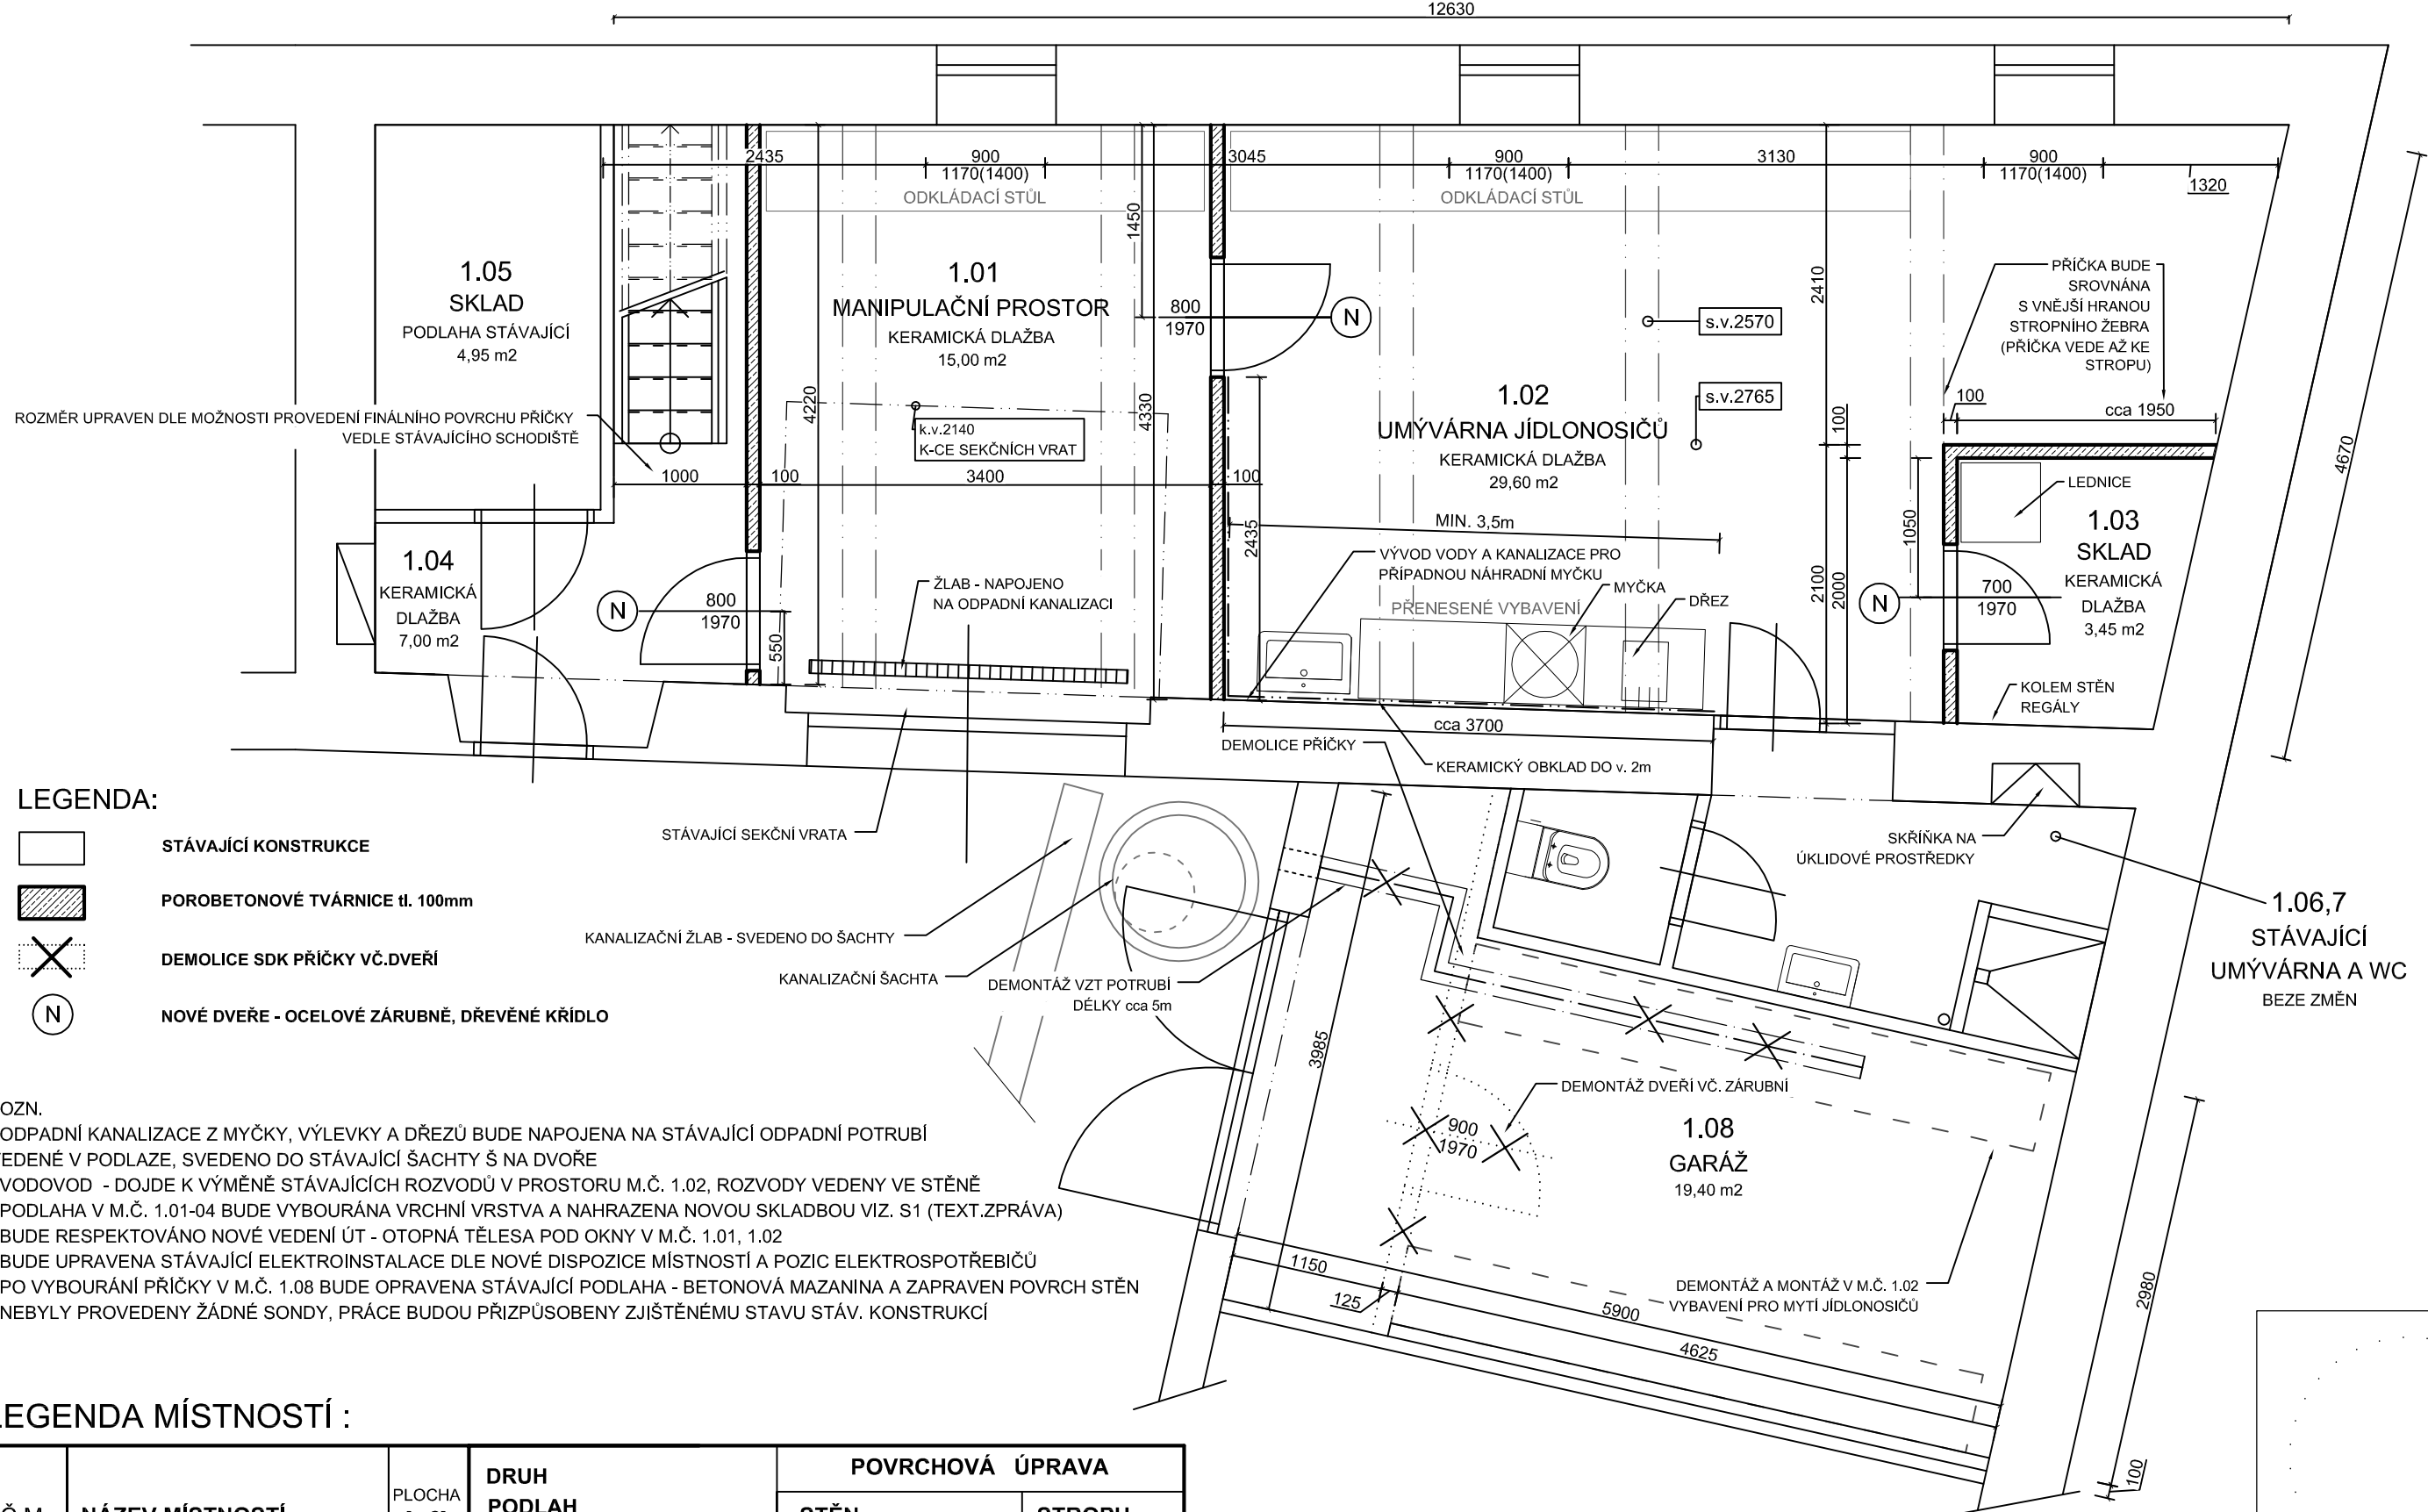 12630
2435
900
1170(1400)
3045
900
1170(1400)
3130
900
1170(1400)
1320
ODKLÁDACÍ STŮL
ODKLÁDACÍ STŮL
1450
2410
1.05
SKLAD
PODLAHA STÁVAJÍCÍ
4,95 m2
1.01
MANIPULAČNÍ PROSTOR
KERAMICKÁ DLAŽBA
15,00 m2
800
1970
N
s.v.2570
s.v.2765
PŘÍČKA BUDE
SROVNÁNA
S VNĚJŠÍ HRANOU
STROPNÍHO ŽEBRA
(PŘÍČKA VEDE AŽ KE
STROPU)
100
cca 1950
4670
ROZMĚR UPRAVEN DLE MOŽNOSTI PROVEDENÍ FINÁLNÍHO POVRCHU PŘÍČKY
VEDLE STÁVAJÍCÍHO SCHODIŠTĚ
4220
4330
k.v.2140
K-CE SEKČNÍCH VRAT
1.02
UMÝVÁRNA JÍDLONOSIČŮ
KERAMICKÁ DLAŽBA
29,60 m2
100
1000
100
3400
100
2435
MIN. 3,5m
1050
2100
2000
LEDNICE
1.03
SKLAD
KERAMICKÁ
DLAŽBA
3,45 m2
700
1970
N
1.04
KERAMICKÁ
DLAŽBA
7,00 m2
N
800
1970
550
ŽLAB - NAPOJENO
NA ODPADNÍ KANALIZACI
VÝVOD VODY A KANALIZACE PRO
PŘÍPADNOU NÁHRADNÍ MYČKU
MYČKA
DŘEZ
PŘENESENÉ VYBAVENÍ
KOLEM STĚN
REGÁLY
cca 3700
DEMOLICE PŘÍČKY
KERAMICKÝ OBKLAD DO v. 2m
STÁVAJÍCÍ SEKČNÍ VRATA
SKŘÍŇKA NA
ÚKLIDOVÉ PROSTŘEDKY
LEGENDA:
STÁVAJÍCÍ KONSTRUKCE
POROBETONOVÉ TVÁRNICE tl. 100mm
DEMOLICE SDK PŘÍČKY VČ.DVEŘÍ
N
NOVÉ DVEŘE - OCELOVÉ ZÁRUBNĚ, DŘEVĚNÉ KŘÍDLO
KANALIZAČNÍ ŽLAB - SVEDENO DO ŠACHTY
KANALIZAČNÍ ŠACHTA
DEMONTÁŽ VZT POTRUBÍ
DÉLKY cca 5m
1.06,7
STÁVAJÍCÍ
UMÝVÁRNA A WC
BEZE ZMĚN
3985
DEMONTÁŽ DVEŘÍ VČ. ZÁRUBNÍ
900
1970
1.08
GARÁŽ
19,40 m2
1150
125
5900
4625
DEMONTÁŽ A MONTÁŽ V M.Č. 1.02
VYBAVENÍ PRO MYTÍ JÍDLONOSIČŮ
2980
100
OZN.
ODPADNÍ KANALIZACE Z MYČKY, VÝLEVKY A DŘEZŮ BUDE NAPOJENA NA STÁVAJÍCÍ ODPADNÍ POTRUBÍ
EDENÉ V PODLAZE, SVEDENO DO STÁVAJÍCÍ ŠACHTY Š NA DVOŘE
VODOVOD - DOJDE K VÝMĚNĚ STÁVAJÍCÍCH ROZVODŮ V PROSTORU M.Č. 1.02, ROZVODY VEDENY VE STĚNĚ
PODLAHA V M.Č. 1.01-04 BUDE VYBOURÁNA VRCHNÍ VRSTVA A NAHRAZENA NOVOU SKLADBOU VIZ. S1 (TEXT.ZPRÁVA)
BUDE RESPEKTOVÁNO NOVÉ VEDENÍ ÚT - OTOPNÁ TĚLESA POD OKNY V M.Č. 1.01, 1.02
BUDE UPRAVENA STÁVAJÍCÍ ELEKTROINSTALACE DLE NOVÉ DISPOZICE MÍSTNOSTÍ A POZIC ELEKTROSPOTŘEBIČŮ
PO VYBOURÁNÍ PŘÍČKY V M.Č. 1.08 BUDE OPRAVENA STÁVAJÍCÍ PODLAHA - BETONOVÁ MAZANINA A ZAPRAVEN POVRCH STĚN
NEBYLY PROVEDENY ŽÁDNÉ SONDY, PRÁCE BUDOU PŘIZPŮSOBENY ZJIŠTĚNÉMU STAVU STÁV. KONSTRUKCÍ
LEGENDA MÍSTNOSTÍ :
NÁZEV MÍSTNOSTÍ
PLOCHA
DRUH
PODLAH
POVRCHOVÁ ÚPRAVA
STĚN
STROPU